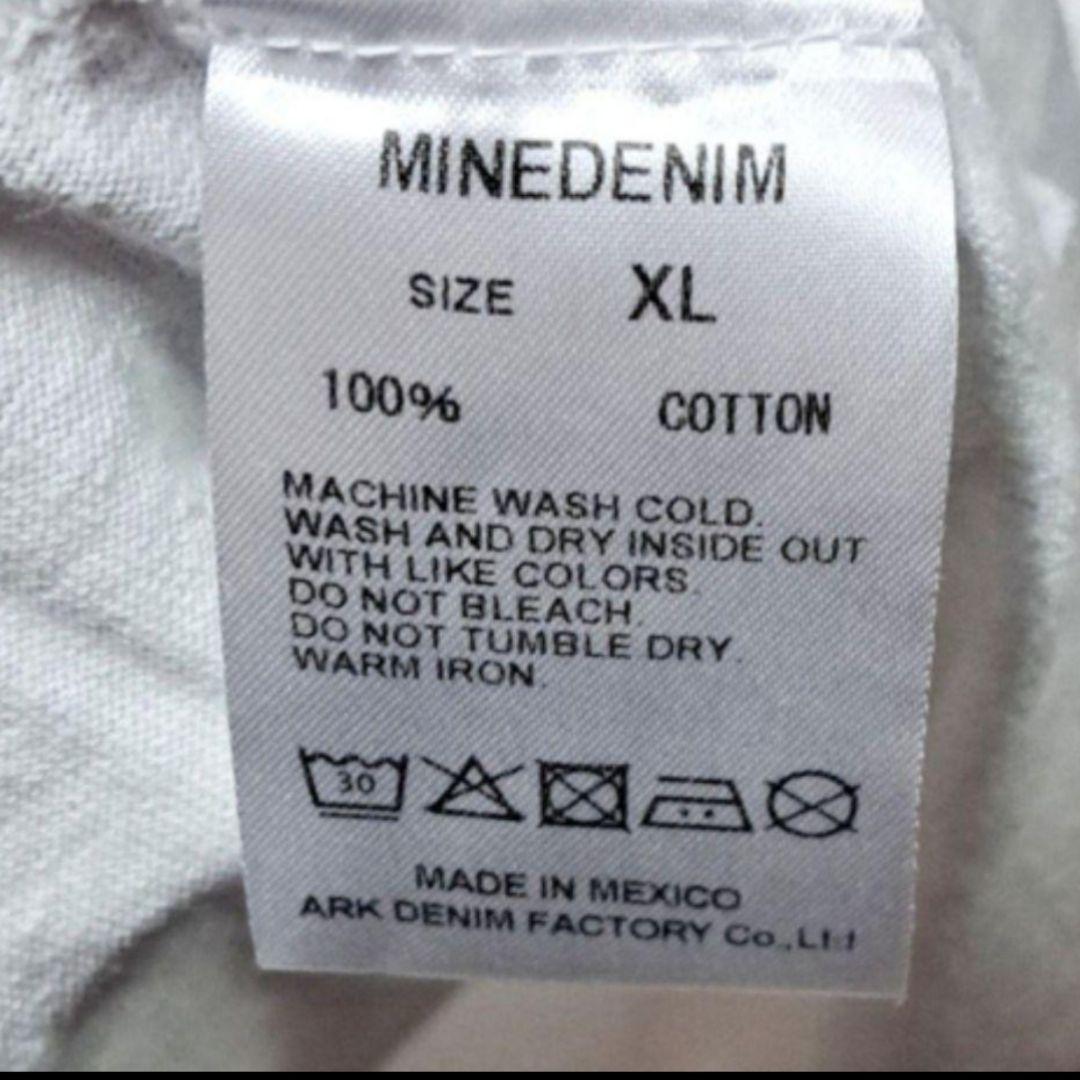 MINEDENIM
SIZE XL
100% COTTON
MACHINE WASH COLD.
WASH AND DRY INSIDE OUT
WITH LIKE COLORS.
DO NOT BLEACH.
DO NOT TUMBLE DRY.
WARM IRON.
30
MADE IN MEXICO
ARK DENIM FACTORY Co.,Ltd